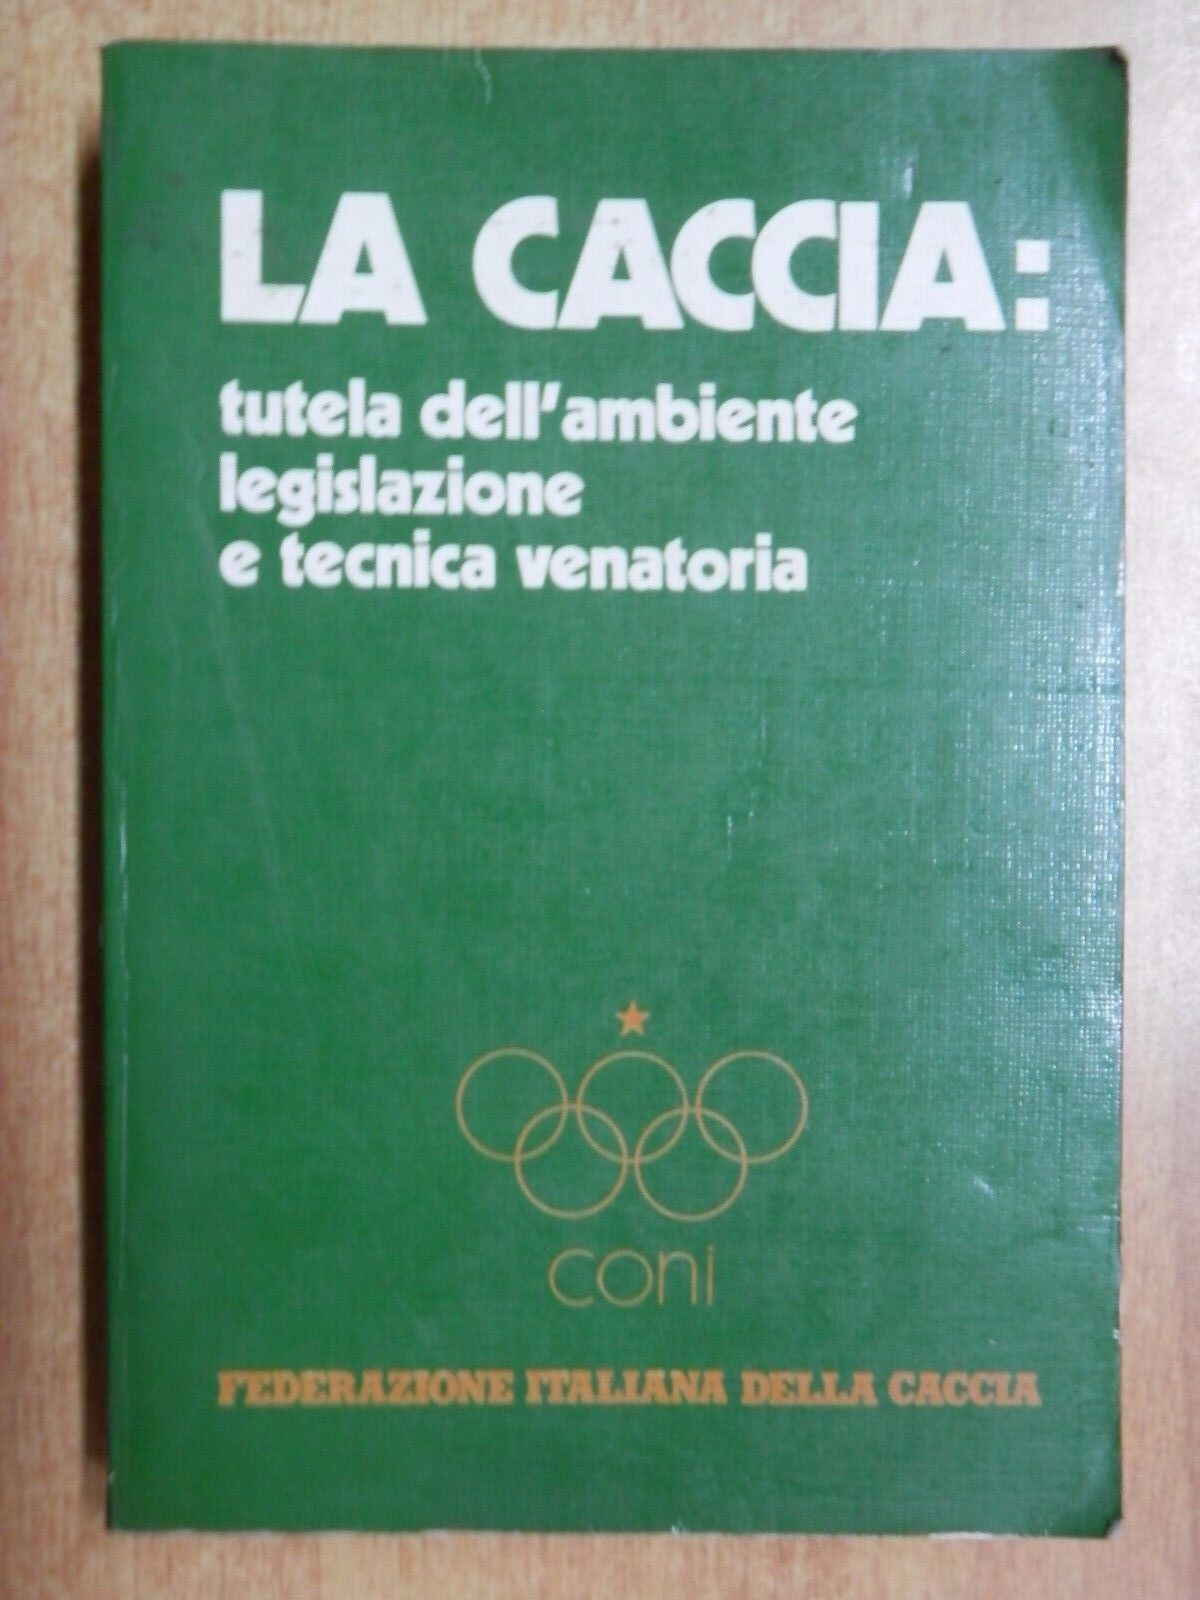 LA CACCIA:
tutela dell'ambiente
legislazione
e tecnica venatoria
coni
FEDERAZIONE ITALIANA DELLA CACCIA